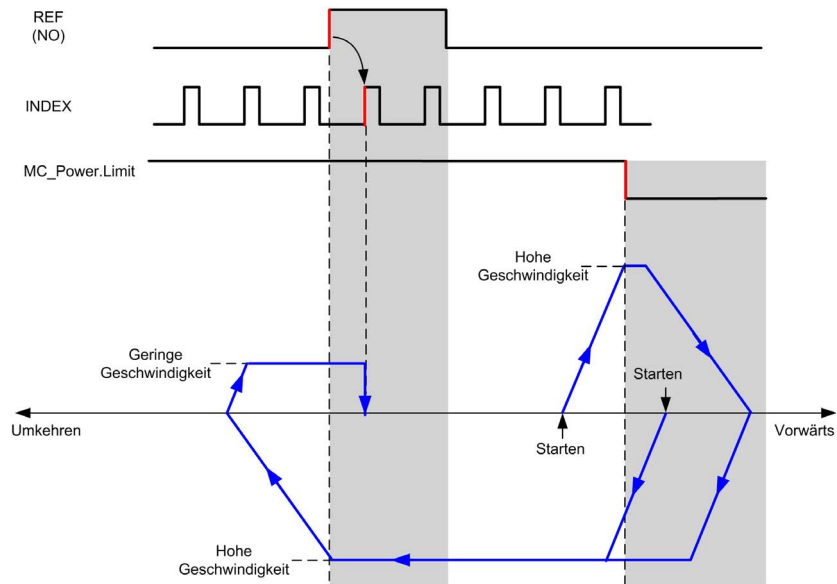 REF
(NO)
INDEX
MC_Power.Limit
Hohe
Geschwindigkeit
Geringe
Geschwindigkeit
Starten
Umkehren
Starten
Vorwärts
Hohe
Geschwindigkeit